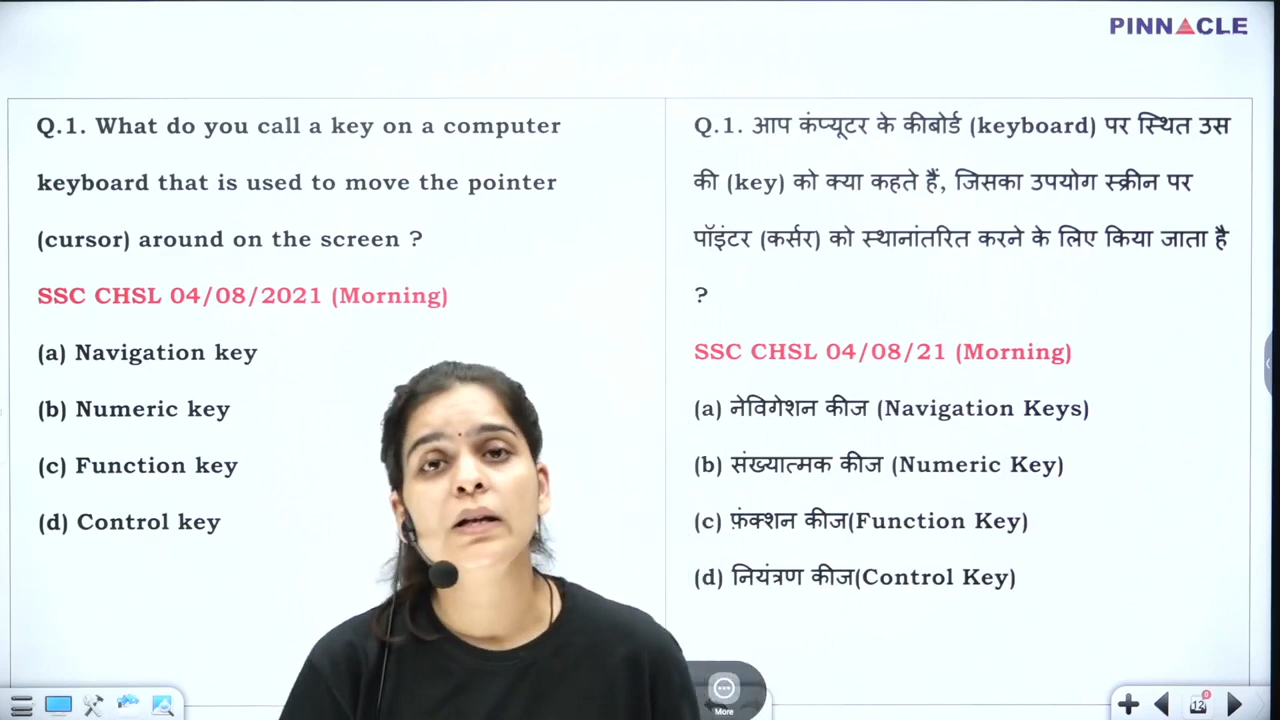 PINNACLE
Q.1. What do you call a key on a computer
keyboard that is used to move the pointer
(cursor) around on the screen ?
SSC CHSL 04/08/2021 (Morning)
(a) Navigation key
(b) Numeric key
(c) Function key
(d) Control key
Q.1. आप कंप्यूटर के कीबोर्ड (keyboard) पर स्थित उस
की (key) को क्या कहते हैं, जिसका उपयोग स्क्रीन पर
पॉइंटर (कर्सर) को स्थानांतरित करने के लिए किया जाता है
?
SSC CHSL 04/08/21 (Morning)
(a) नेविगेशन कीज (Navigation Keys)
(b) संख्यात्मक कीज (Numeric Key)
(c) फ़ंक्शन कीज(Function Key)
(d) नियंत्रण कीज(Control Key)
More
12
0